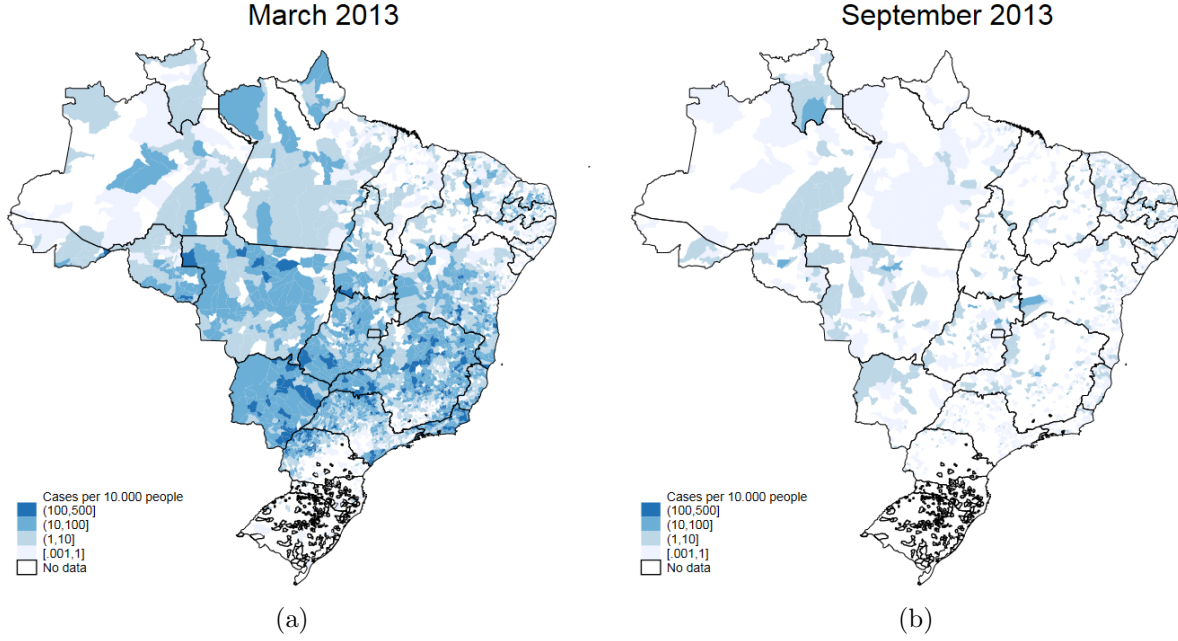 March 2013
Cases per 10.000 people
(100,500]
(10,100]
(1,10]
[.001,1]
No data
(a)
September 2013
Cases per 10.000 people
(100,500]
(10,100]
(1,10]
[.001,1]
No data
(b)